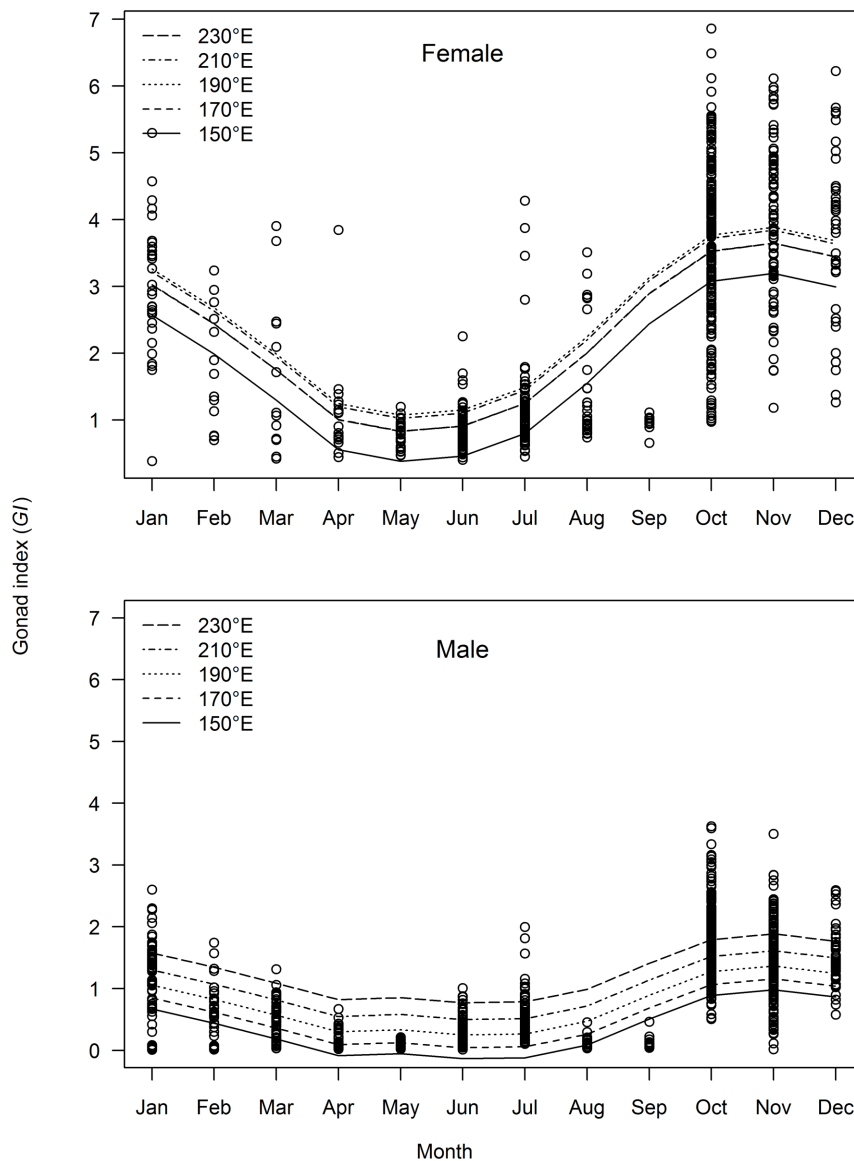 Gonad index (GI)
Female
230°E
210°E
190°E
170°E
150°E
7
6
5
4
3
2
1
Jan Feb Mar Apr May Jun Jul Aug Sep Oct Nov Dec
Male
230°E
210°E
190°E
170°E
150°E
7
6
5
4
3
2
1
0
Jan Feb Mar Apr May Jun Jul Aug Sep Oct Nov Dec
Month